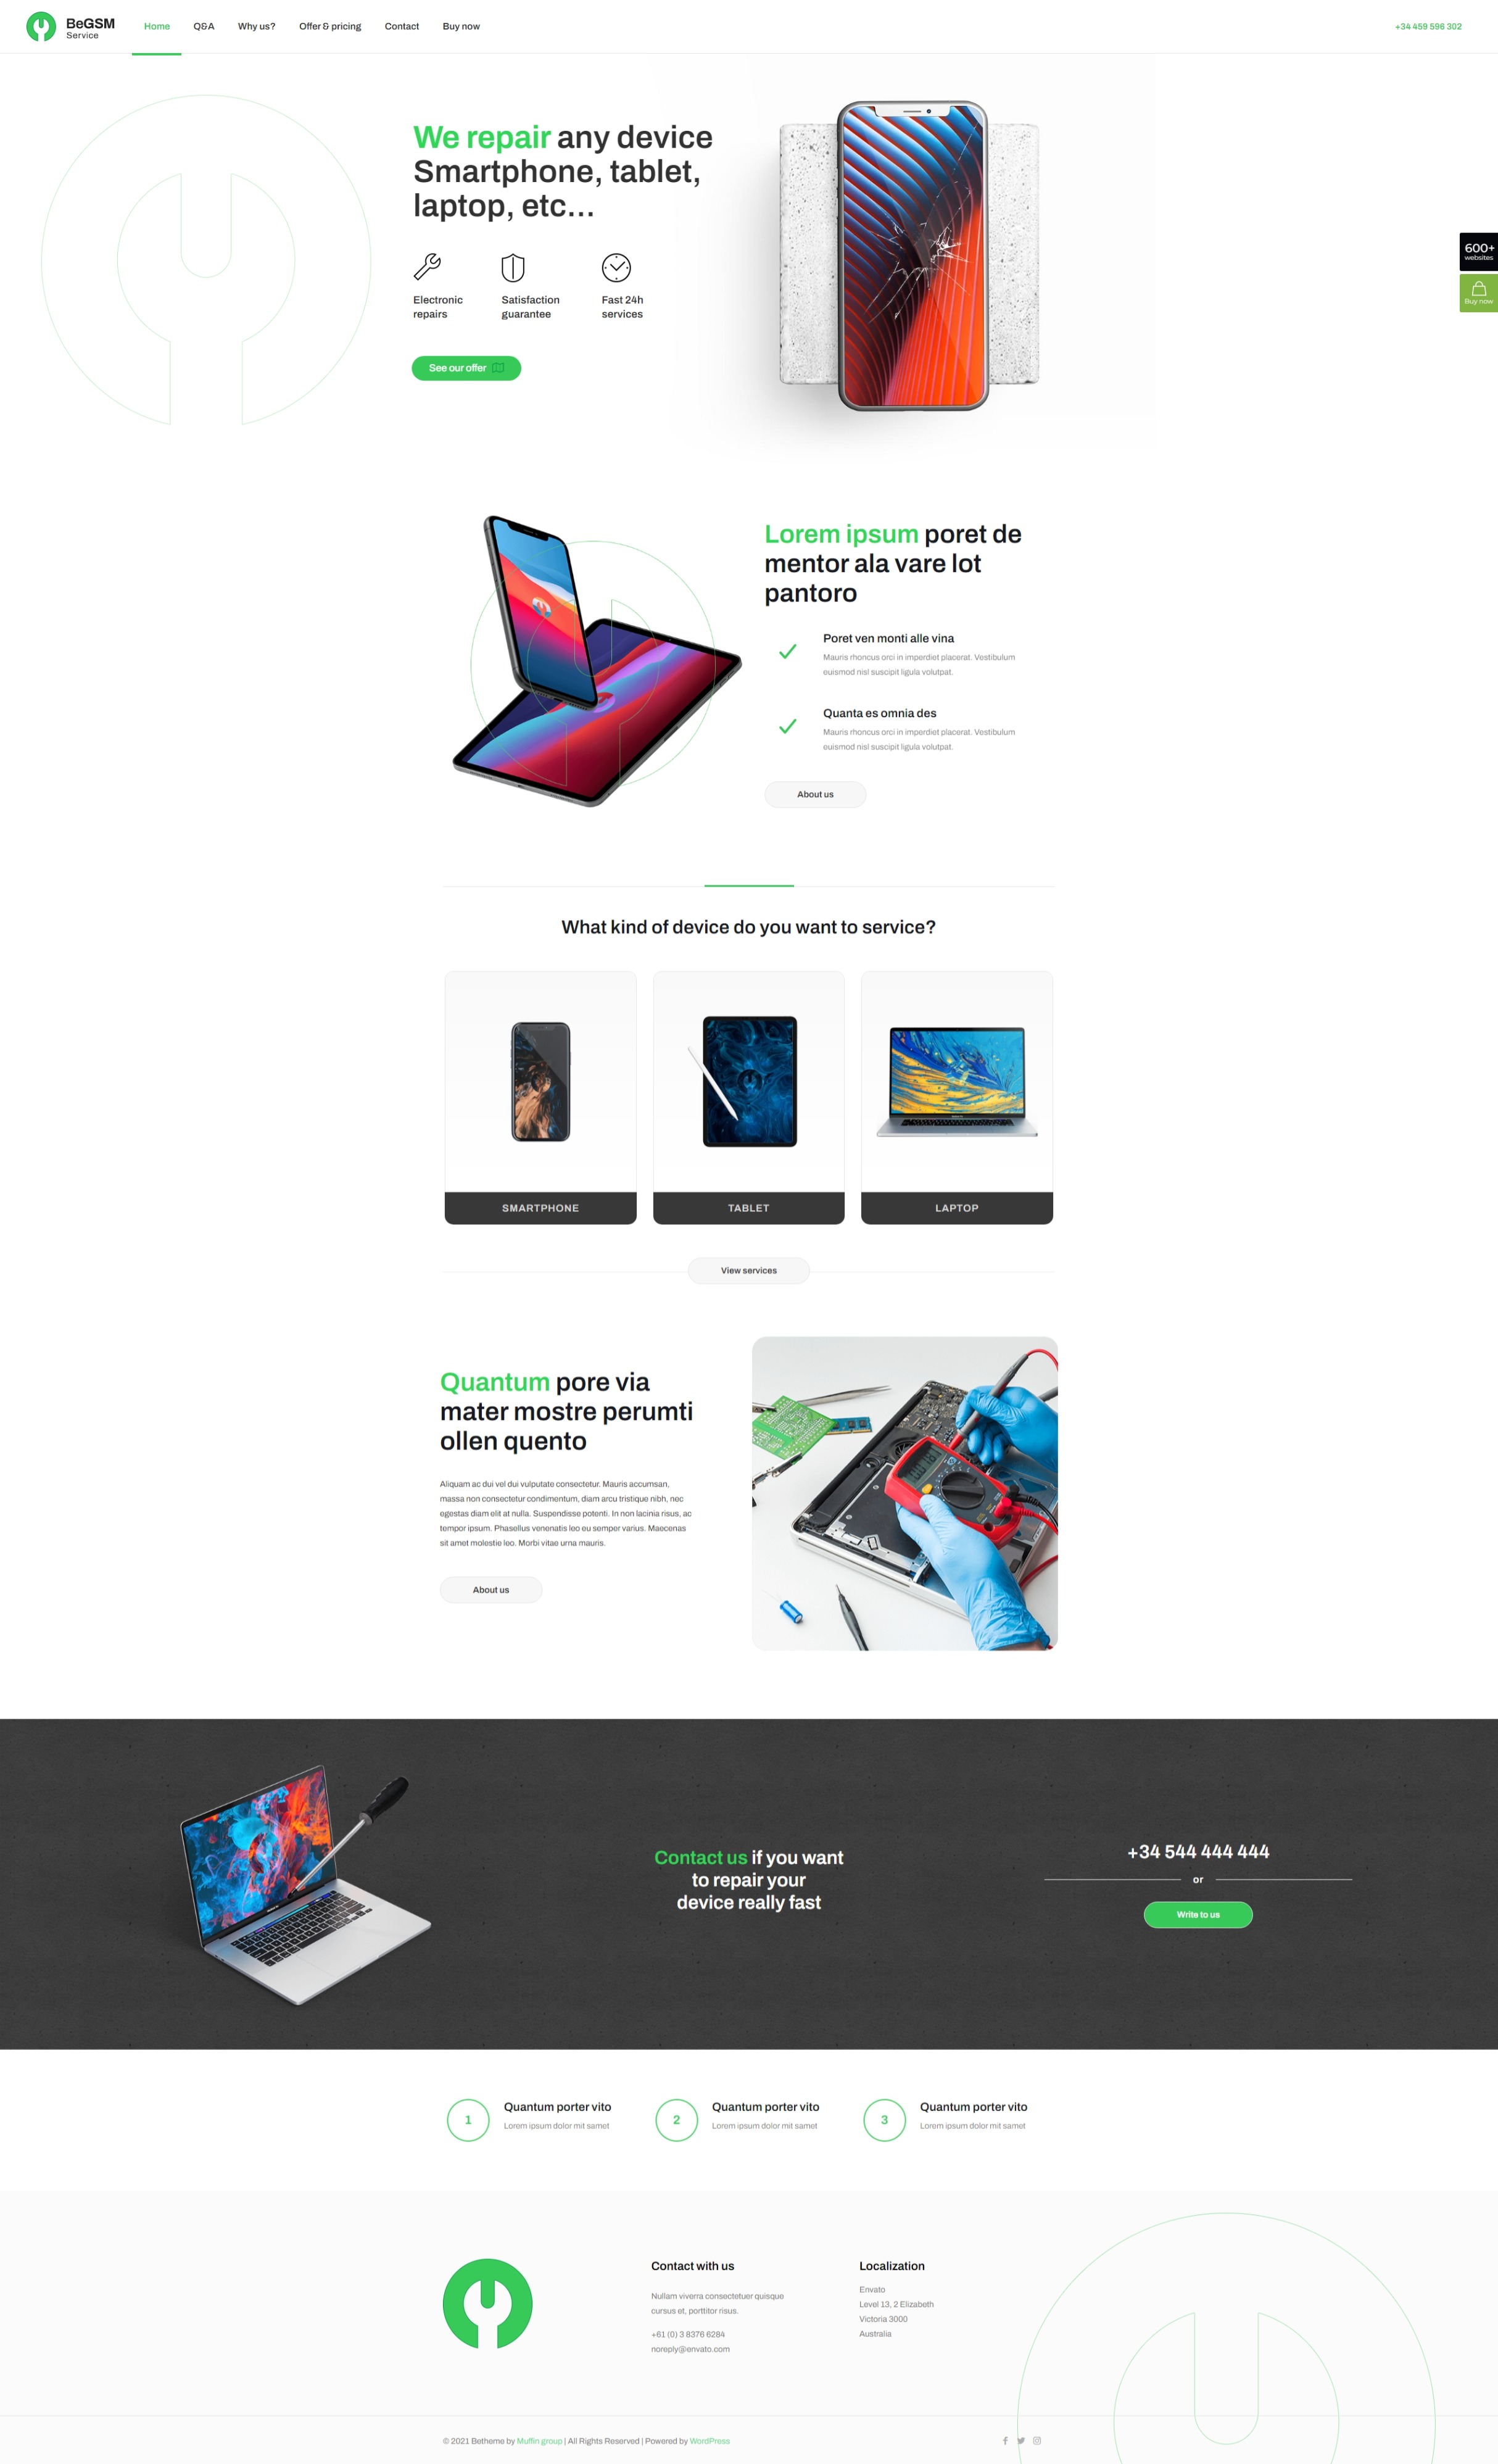 BeGSM
Service
Home
Q&A
Why us?
Offer & pricing
Contact
Buy now
+34 459 596 302
We repair any device
Smartphone, tablet,
laptop, etc...
Electronic
repairs
Satisfaction
guarantee
Fast 24h
services
See our offer
600+
websites
Buy now
Lorem ipsum poret de
mentor ala vare lot
pantoro
Poret ven monti alle vina
Mauris rhoncus orci in imperdiet placerat. Vestibulum
euismod nisl suscipit ligula volutpat.
Quanta es omnia des
Mauris rhoncus orci in imperdiet placerat. Vestibulum
euismod nisl suscipit ligula volutpat.
About us
What kind of device do you want to service?
SMARTPHONE
TABLET
LAPTOP
View services
Quantum pore via
mater mostre perumti
ollen quento
Aliquam ac dui vel dui vulputate consectetur. Mauris accumsan,
massa non consectetur condimentum, diam arcu tristique nibh, nec
egestas diam elit at nulla. Suspendisse potenti. In non lacinia risus, ac
tempor ipsum. Phasellus venenatis leo eu semper varius. Maecenas
sit amet molestie leo. Morbi vitae urna mauris.
About us
Contact us if you want
to repair your
device really fast
+34 544 444 444
or
Write to us
1
Quantum porter vito
Lorem ipsum dolor mit samet
2
Quantum porter vito
Lorem ipsum dolor mit samet
3
Quantum porter vito
Lorem ipsum dolor mit samet
Contact with us
Nullam viverra consectetuer quisque
cursus et, porttitor risus.
+61 (0) 3 8376 6284
noreply@envato.com
Localization
Envato
Level 13, 2 Elizabeth
Victoria 3000
Australia
© 2021 Betheme by Muffin group | All Rights Reserved | Powered by WordPress